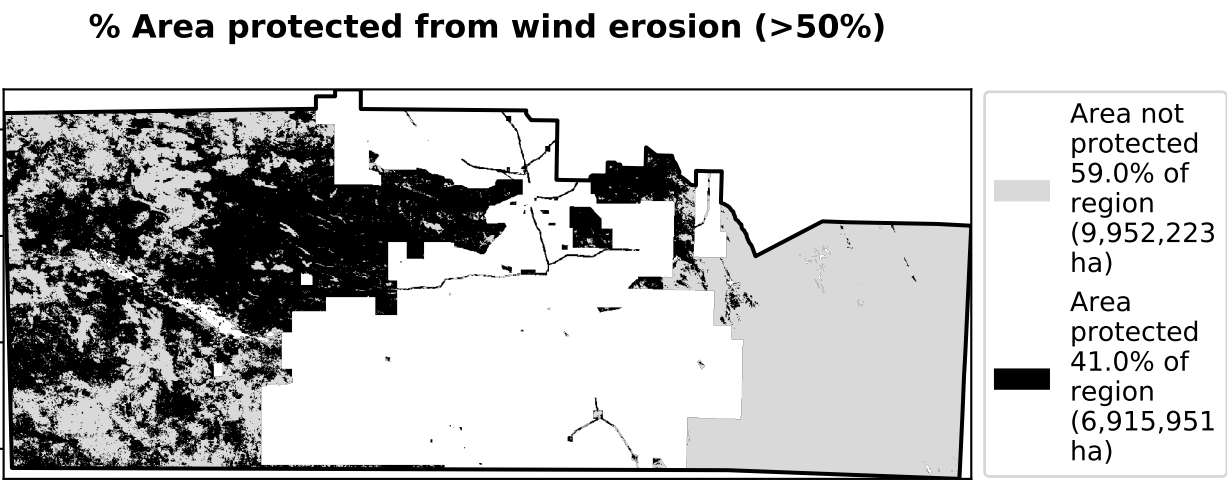 % Area protected from wind erosion (>50%)
Area not
protected
59.0% of
region
(9,952,223
ha)
Area
protected
41.0% of
region
(6,915,951
ha)